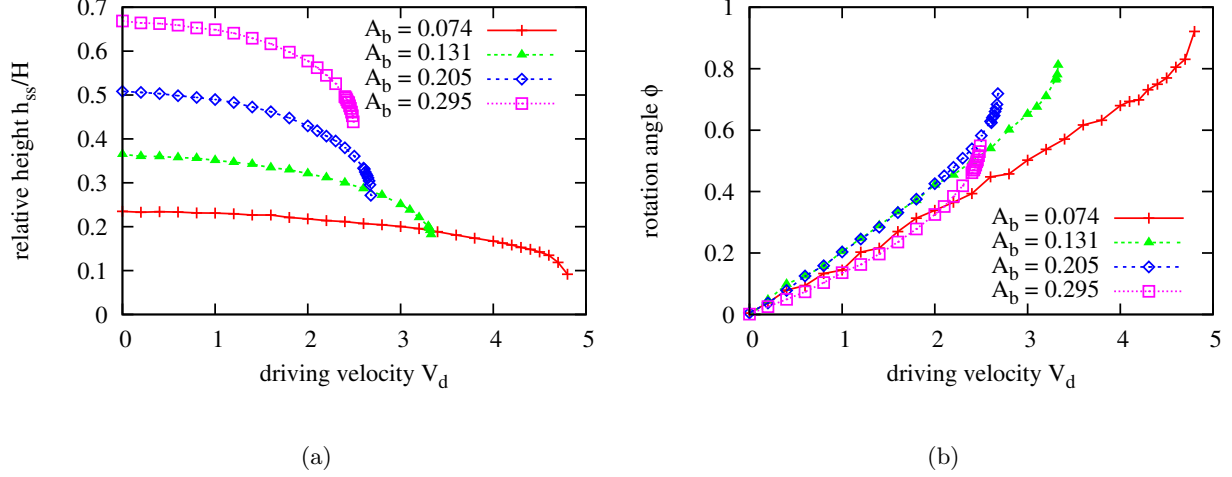 relative height h_ss/H
0.7
0.6
0.5
0.4
0.3
0.2
0.1
0
A_b = 0.074
A_b = 0.131
A_b = 0.205
A_b = 0.295
0 1 2 3 4 5
driving velocity V_d
(a)
rotation angle ϕ
1
0.8
0.6
0.4
0.2
0
A_b = 0.074
A_b = 0.131
A_b = 0.205
A_b = 0.295
0 1 2 3 4 5
driving velocity V_d
(b)